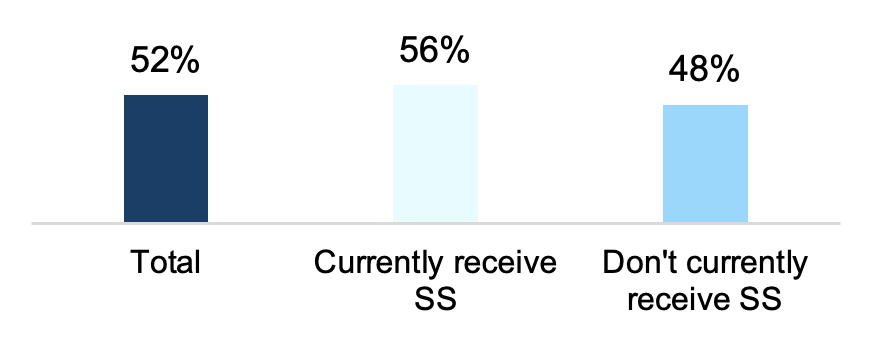 52%
56%
48%
Total
Currently receive
SS
Don't currently
receive SS